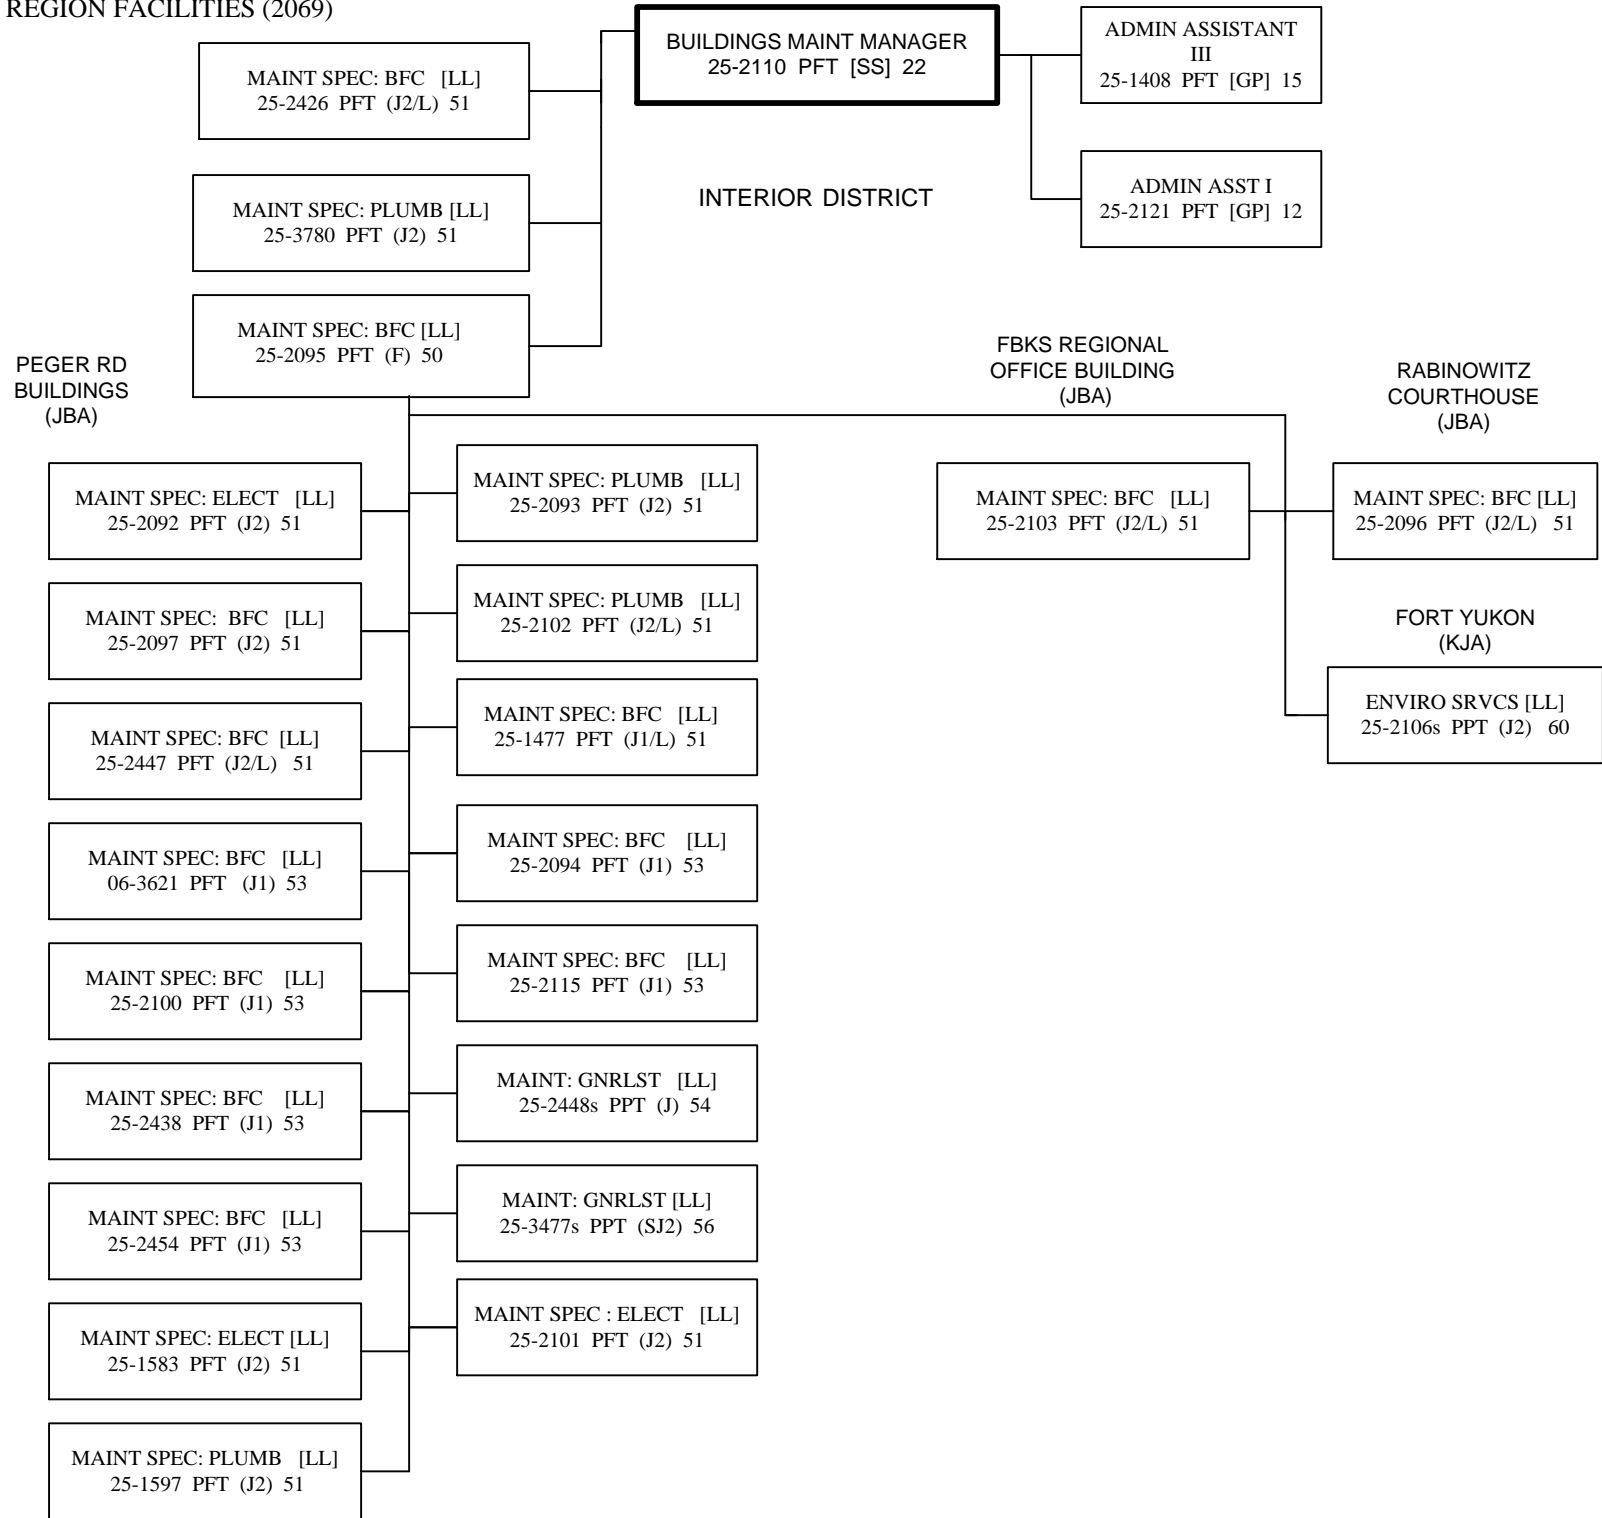 REGION FACILITIES (2069)
BUILDINGS MAINT MANAGER
25-2110 PFT [SS] 22
ADMIN ASSISTANT
III
25-1408 PFT [GP] 15
ADMIN ASST I
25-2121 PFT [GP] 12
MAINT SPEC: BFC [LL]
25-2426 PFT (J2/L) 51
MAINT SPEC: PLUMB [LL]
25-3780 PFT (J2) 51
MAINT SPEC: BFC [LL]
25-2095 PFT (F) 50
INTERIOR DISTRICT
PEGER RD
BUILDINGS
(JBA)
FBKS REGIONAL
OFFICE BUILDING
(JBA)
RABINOWITZ
COURTHOUSE
(JBA)
MAINT SPEC: ELECT [LL]
25-2092 PFT (J2) 51
MAINT SPEC: BFC [LL]
25-2097 PFT (J2) 51
MAINT SPEC: BFC [LL]
25-2447 PFT (J2/L) 51
MAINT SPEC: BFC [LL]
06-3621 PFT (J1) 53
MAINT SPEC: BFC [LL]
25-2100 PFT (J1) 53
MAINT SPEC: BFC [LL]
25-2438 PFT (J1) 53
MAINT SPEC: BFC [LL]
25-2454 PFT (J1) 53
MAINT SPEC: ELECT [LL]
25-1583 PFT (J2) 51
MAINT SPEC: PLUMB [LL]
25-1597 PFT (J2) 51
MAINT SPEC: PLUMB [LL]
25-2093 PFT (J2) 51
MAINT SPEC: PLUMB [LL]
25-2102 PFT (J2/L) 51
MAINT SPEC: BFC [LL]
25-1477 PFT (J1/L) 51
MAINT SPEC: BFC [LL]
25-2094 PFT (J1) 53
MAINT SPEC: BFC [LL]
25-2115 PFT (J1) 53
MAINT: GNRLST [LL]
25-2448s PPT (J) 54
MAINT: GNRLST [LL]
25-3477s PPT (SJ2) 56
MAINT SPEC : ELECT [LL]
25-2101 PFT (J2) 51
MAINT SPEC: BFC [LL]
25-2103 PFT (J2/L) 51
MAINT SPEC: BFC [LL]
25-2096 PFT (J2/L) 51
FORT YUKON
(KJA)
ENVIRO SRVCS [LL]
25-2106s PPT (J2) 60